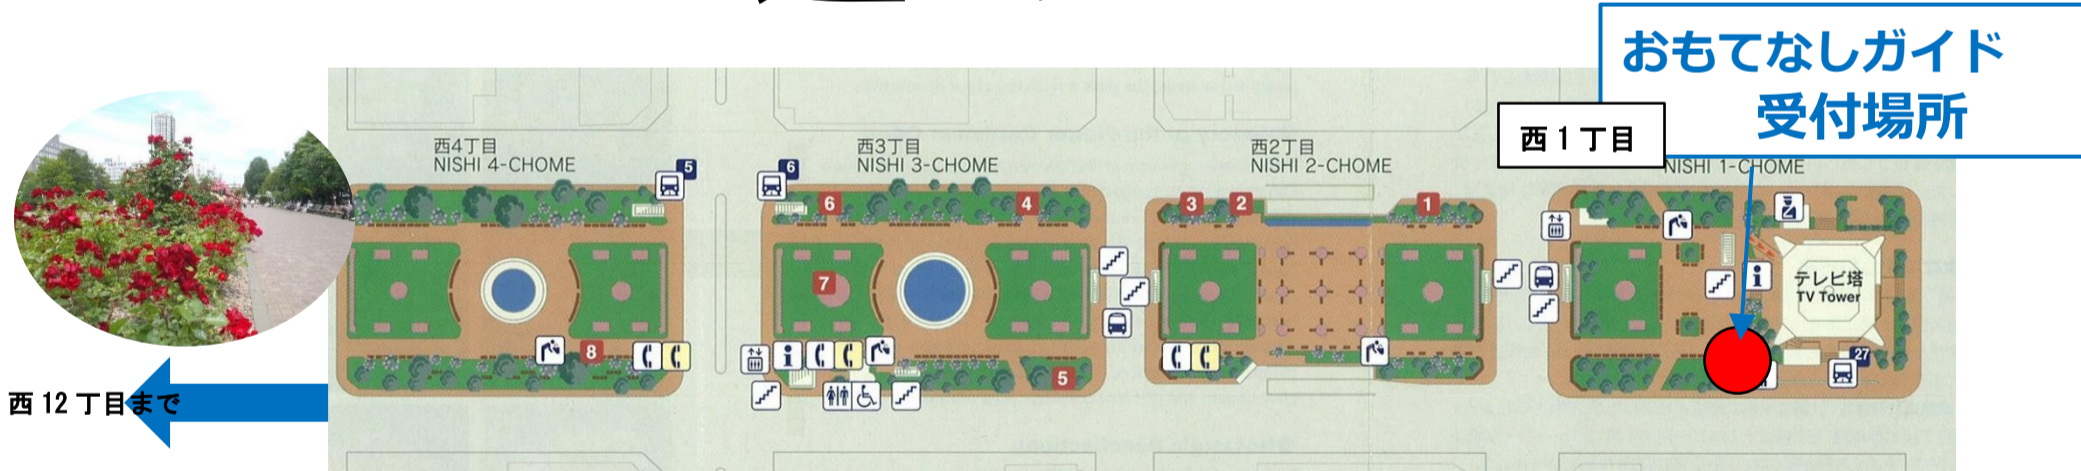 おもてなしガイド
受付場所
西1丁目
西4丁目
NISHI 4-CHOME
西3丁目
NISHI 3-CHOME
西2丁目
NISHI 2-CHOME
NISHI 1-CHOME
5
6
6
4
3
2
1
7
テレビ塔
TV Tower
8
5
27
西12丁目まで